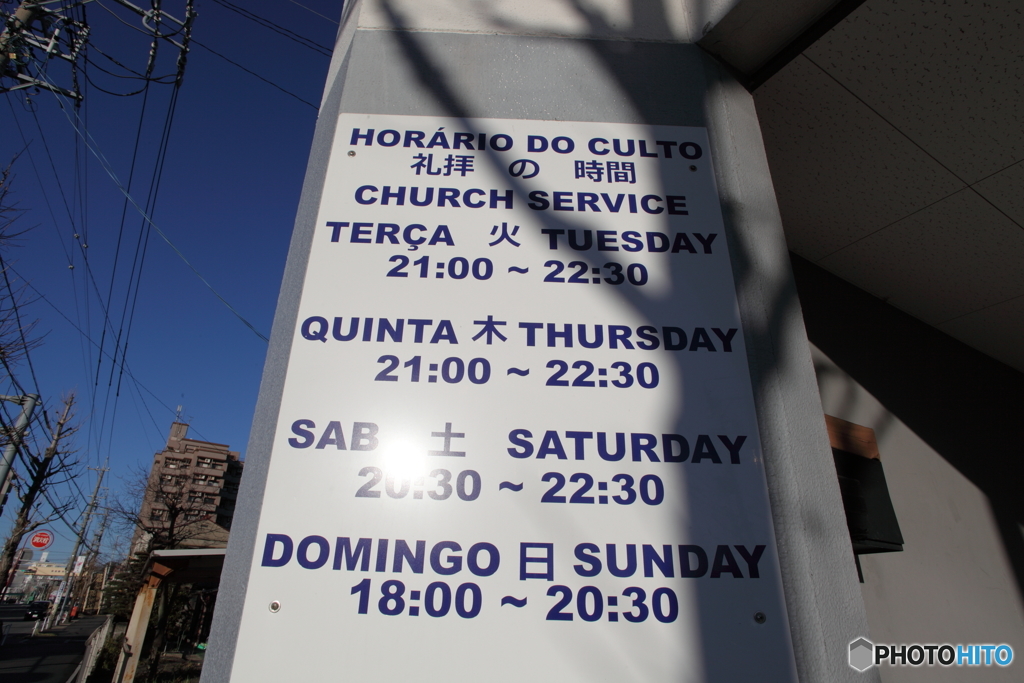 HORÁRIO DO CULTO
礼拝 の 時間
CHURCH SERVICE
TERÇA 火 TUESDAY
21:00 ~ 22:30
QUINTA 木 THURSDAY
21:00 ~ 22:30
SAB 土 SATURDAY
20:30 ~ 22:30
DOMINGO 日 SUNDAY
18:00 ~ 20:30
PHOTOHITO